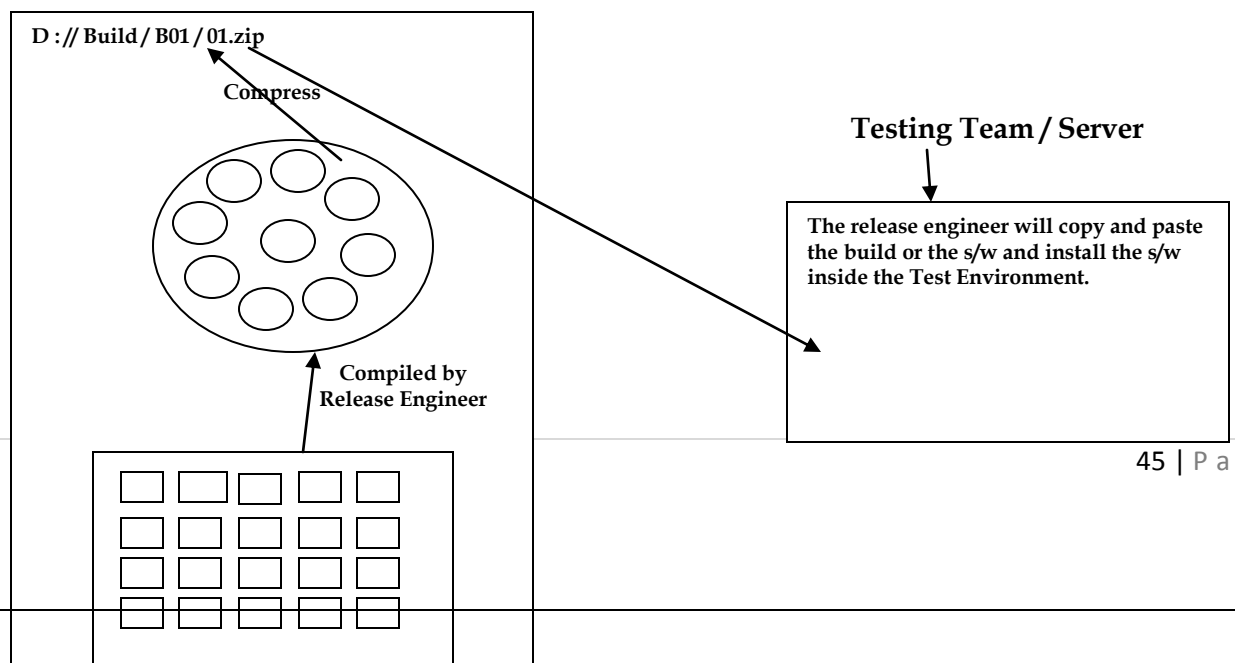 D : // Build / B01 / 01.zip
Compress
Testing Team / Server
The release engineer will copy and paste
the build or the s/w and install the s/w
inside the Test Environment.
Compiled by
Release Engineer
45 | P a